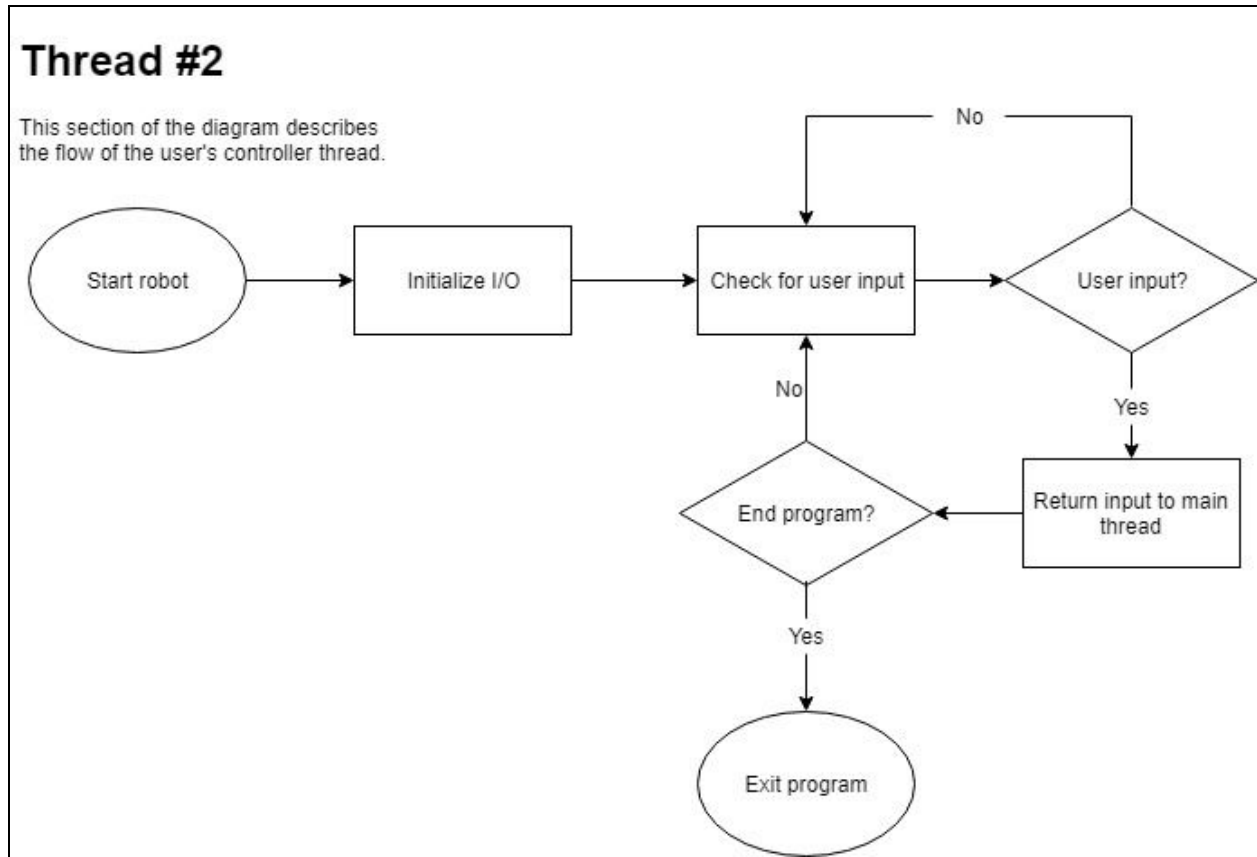 Thread #2
This section of the diagram describes
the flow of the user's controller thread.
No
Start robot
Initialize I/O
Check for user input
User input?
No
Yes
End program?
Return input to main
thread
Yes
Exit program